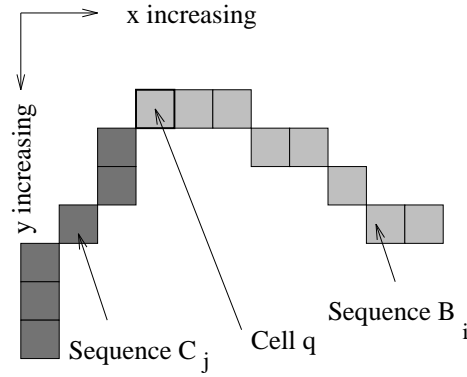 x increasing
y increasing
Sequence B i
Cell q
Sequence C j